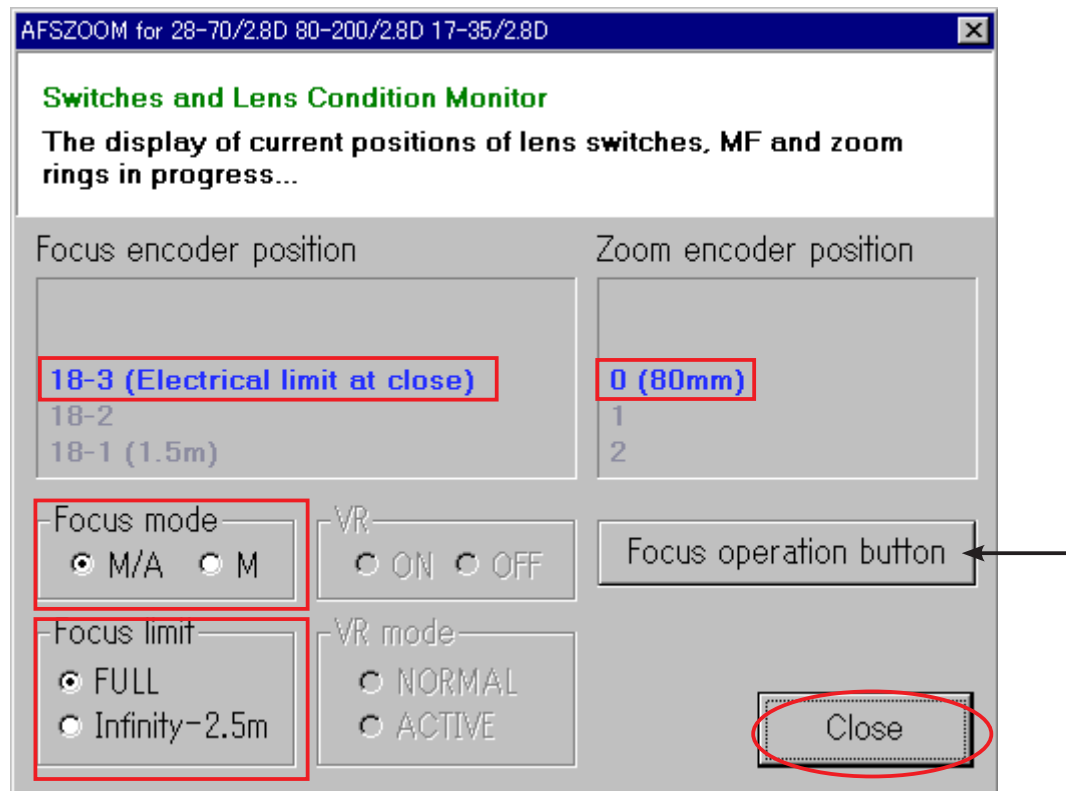 AFSZOOM for 28-70/2.8D 80-200/2.8D 17-35/2.8D
Switches and Lens Condition Monitor
The display of current positions of lens switches, MF and zoom
rings in progress...
Focus encoder position
18-3 (Electrical limit at close)
18-2
18-1 (1.5m)
Zoom encoder position
0 (80mm)
1
2
Focus mode
M/A M
VR
ON OFF
Focus operation button
Focus limit
FULL
Infinity-2.5m
VR mode
NORMAL
ACTIVE
Close